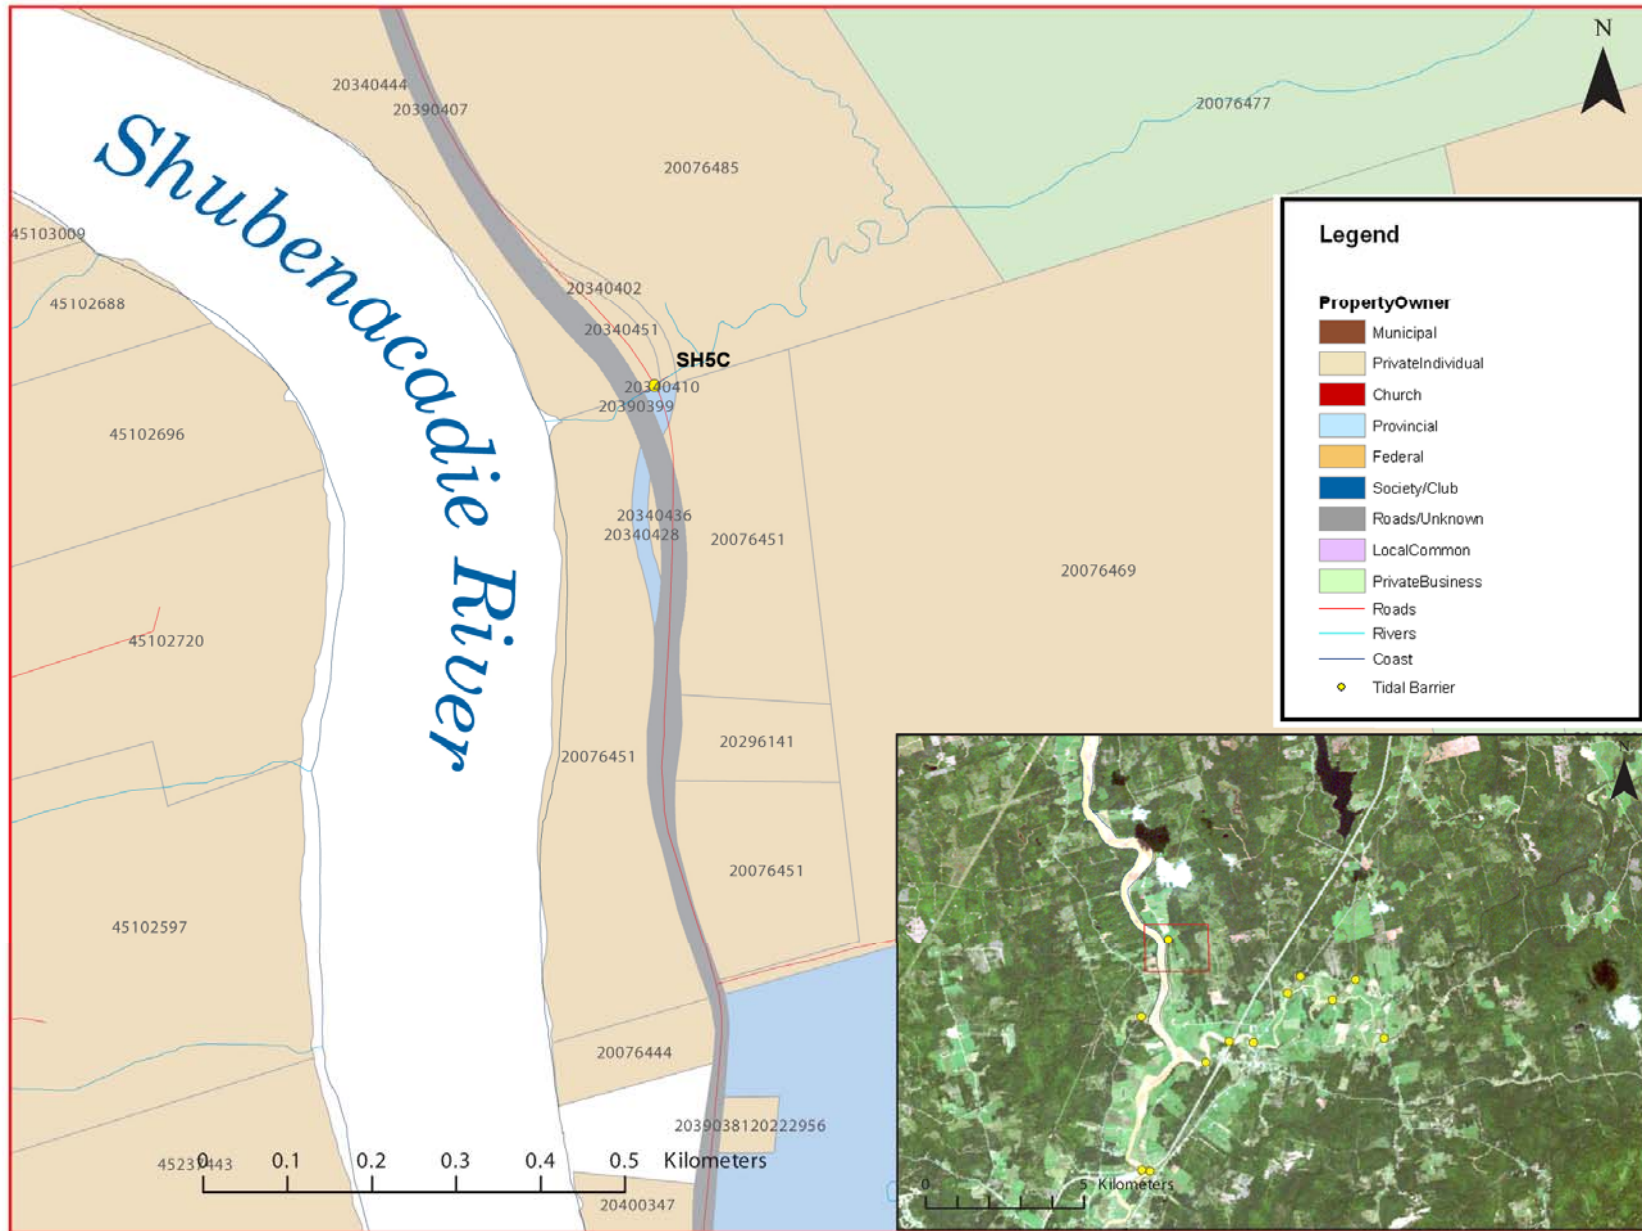 N
20340444
20390407
20076477
20076485
Shubenacadie River
45103009
45102688
20340402
20340451
SH5C
20340410
20390399
45102696
20340436
20340428
20076451
20076469
45102720
20296141
20076451
20076451
45102597
20076444
2039038120222956
45237443
20400347
0 0.1 0.2 0.3 0.4 0.5 Kilometers
Legend
PropertyOwner
Municipal
PrivateIndividual
Church
Provincial
Federal
Society/Club
Roads/Unknown
LocalCommon
PrivateBusiness
Roads
Rivers
Coast
Tidal Barrier
N
0 5 Kilometers